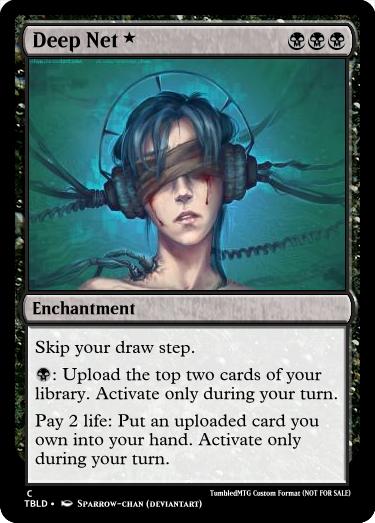 Deep Net ★
Enchantment
Skip your draw step.
: Upload the top two cards of your
library. Activate only during your turn.
Pay 2 life: Put an uploaded card you
own into your hand. Activate only
during your turn.
C
TumbledMTG Custom Format (NOT FOR SALE)
TBLD • Sparrow-chan (deviantart)